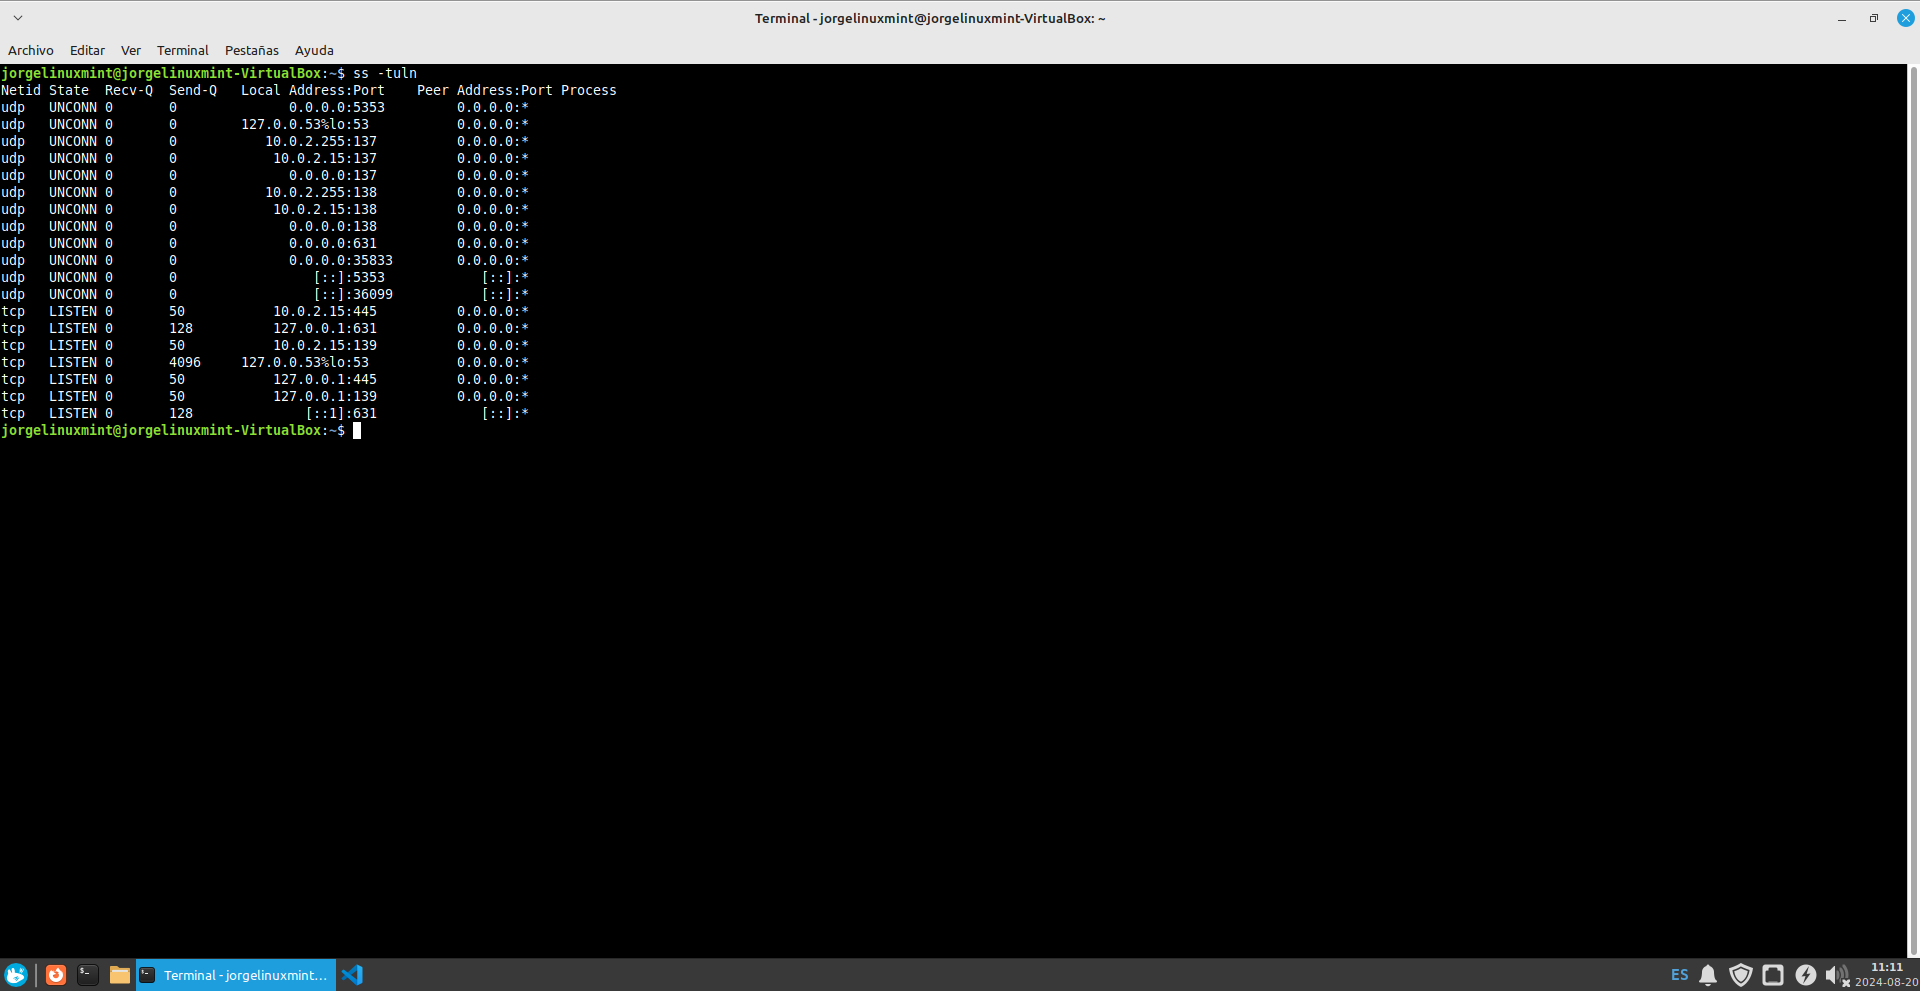 Terminal - jorgelinuxmint@jorgelinuxmint-VirtualBox: ~
Archivo Editar Ver Terminal Pestañas Ayuda
jorgelinuxmint@jorgelinuxmint-VirtualBox:~$ ss -tuln
Netid State  Recv-Q  Send-Q   Local Address:Port    Peer Address:Port Process
udp   UNCONN 0       0              0.0.0.0:5353         0.0.0.0:*
udp   UNCONN 0       0        127.0.0.53%lo:53           0.0.0.0:*
udp   UNCONN 0       0           10.0.2.255:137          0.0.0.0:*
udp   UNCONN 0       0            10.0.2.15:137          0.0.0.0:*
udp   UNCONN 0       0              0.0.0.0:137          0.0.0.0:*
udp   UNCONN 0       0           10.0.2.255:138          0.0.0.0:*
udp   UNCONN 0       0            10.0.2.15:138          0.0.0.0:*
udp   UNCONN 0       0              0.0.0.0:138          0.0.0.0:*
udp   UNCONN 0       0              0.0.0.0:631          0.0.0.0:*
udp   UNCONN 0       0              0.0.0.0:35833        0.0.0.0:*
udp   UNCONN 0       0                 [::]:5353            [::]:*
udp   UNCONN 0       0                 [::]:36099           [::]:*
tcp   LISTEN 0       50           10.0.2.15:445          0.0.0.0:*
tcp   LISTEN 0       128          127.0.0.1:631          0.0.0.0:*
tcp   LISTEN 0       50           10.0.2.15:139          0.0.0.0:*
tcp   LISTEN 0       4096     127.0.0.53%lo:53           0.0.0.0:*
tcp   LISTEN 0       50           127.0.0.1:445          0.0.0.0:*
tcp   LISTEN 0       50           127.0.0.1:139          0.0.0.0:*
tcp   LISTEN 0       128              [::1]:631             [::]:*
jorgelinuxmint@jorgelinuxmint-VirtualBox:~$
Terminal - jorgelinuxmint...
ES
11:11
2024-08-20